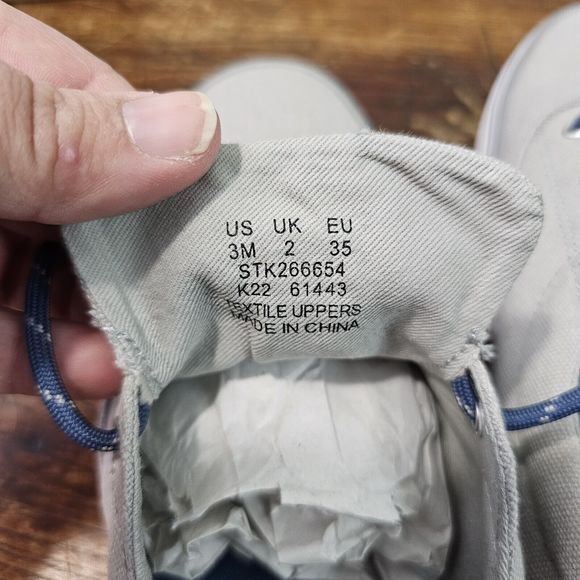 US UK EU
3M 2 35
STK266654
K22 61443
TEXTILE UPPERS
MADE IN CHINA